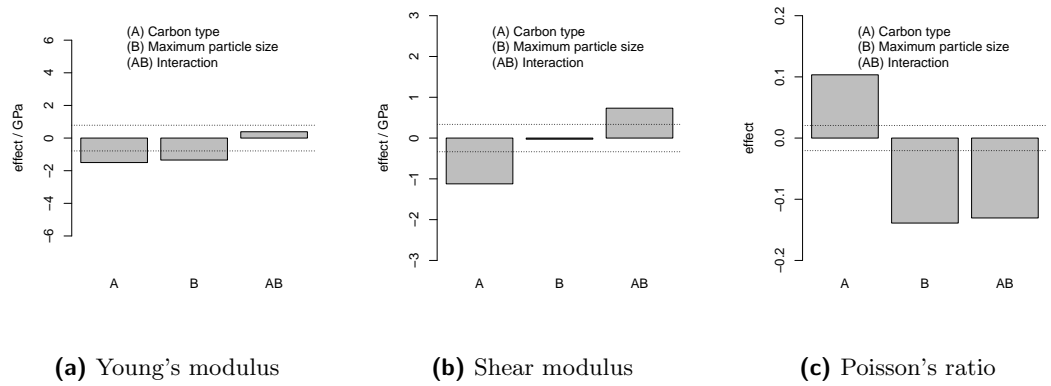 (A) Carbon type
(B) Maximum particle size
(AB) Interaction
effect / GPa
6
4
2
0
−2
−4
−6
A
B
AB
(a) Young's modulus
(A) Carbon type
(B) Maximum particle size
(AB) Interaction
effect / GPa
3
2
1
0
−1
−2
−3
A
B
AB
(b) Shear modulus
(A) Carbon type
(B) Maximum particle size
(AB) Interaction
effect
0.2
0.1
0.0
−0.1
−0.2
A
B
AB
(c) Poisson's ratio